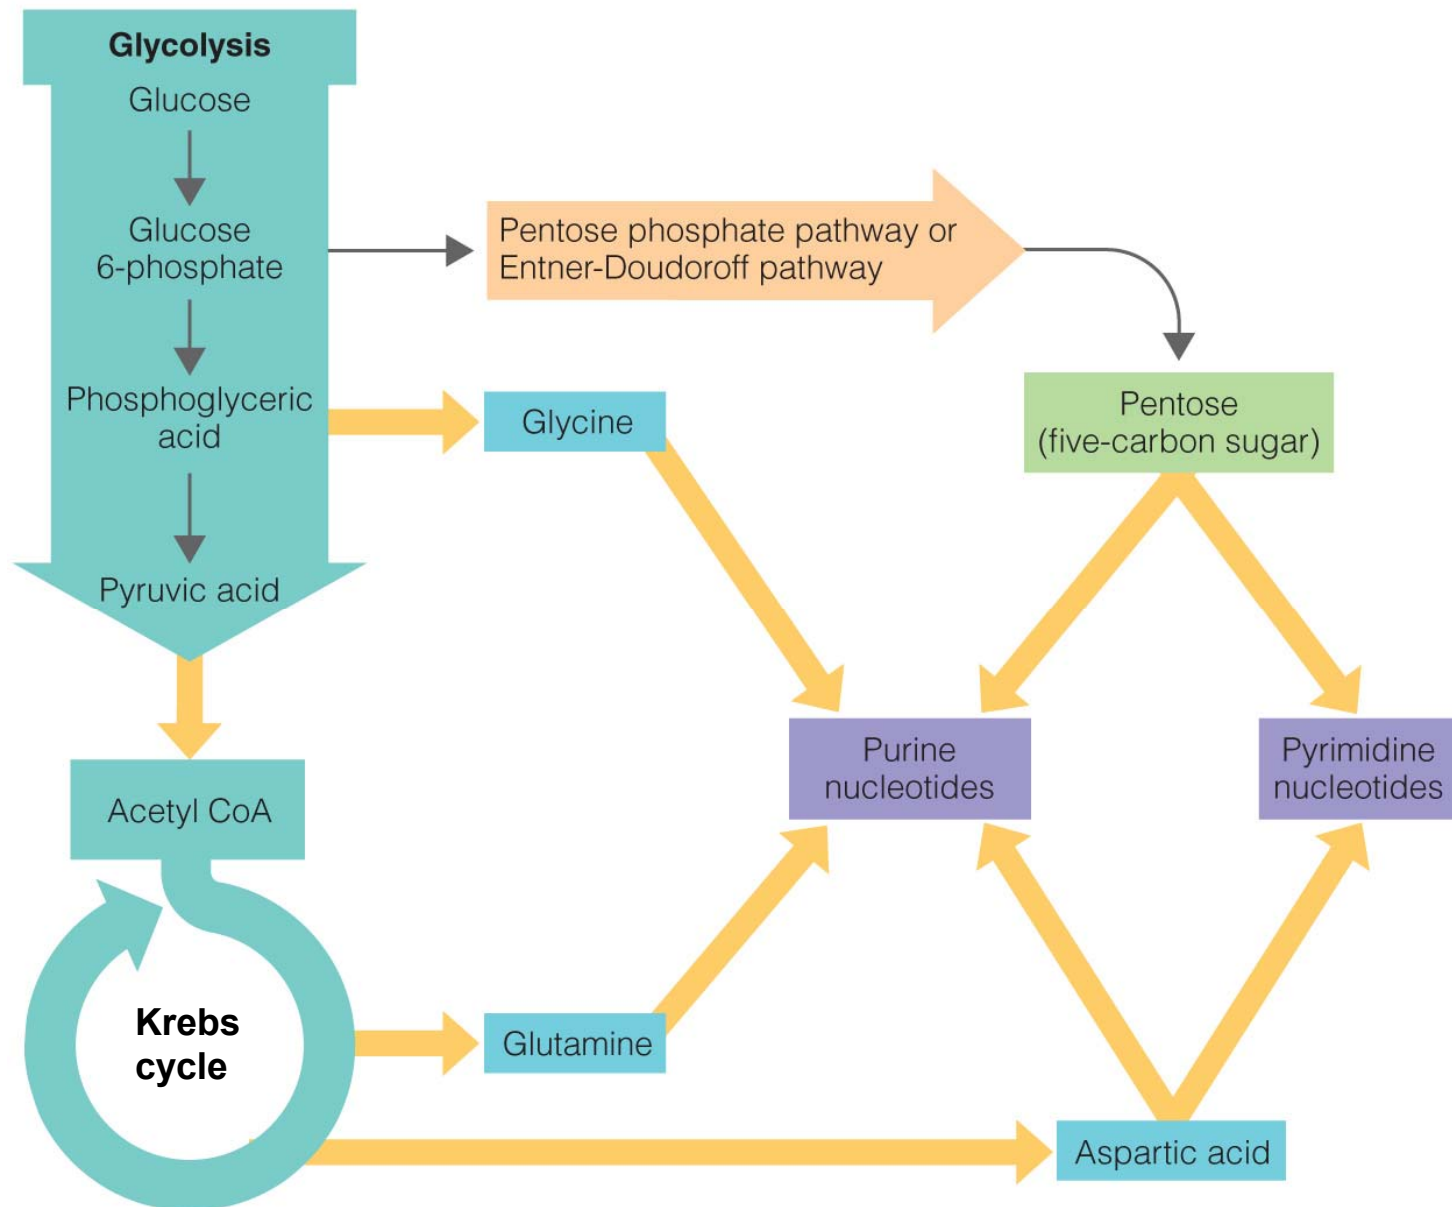 Glycolysis
Glucose
Glucose
6-phosphate
Phosphoglyceric
acid
Pyruvic acid
Acetyl CoA
Krebs
cycle
Pentose phosphate pathway or
Entner-Doudoroff pathway
Glycine
Pentose
(five-carbon sugar)
Purine
nucleotides
Pyrimidine
nucleotides
Glutamine
Aspartic acid